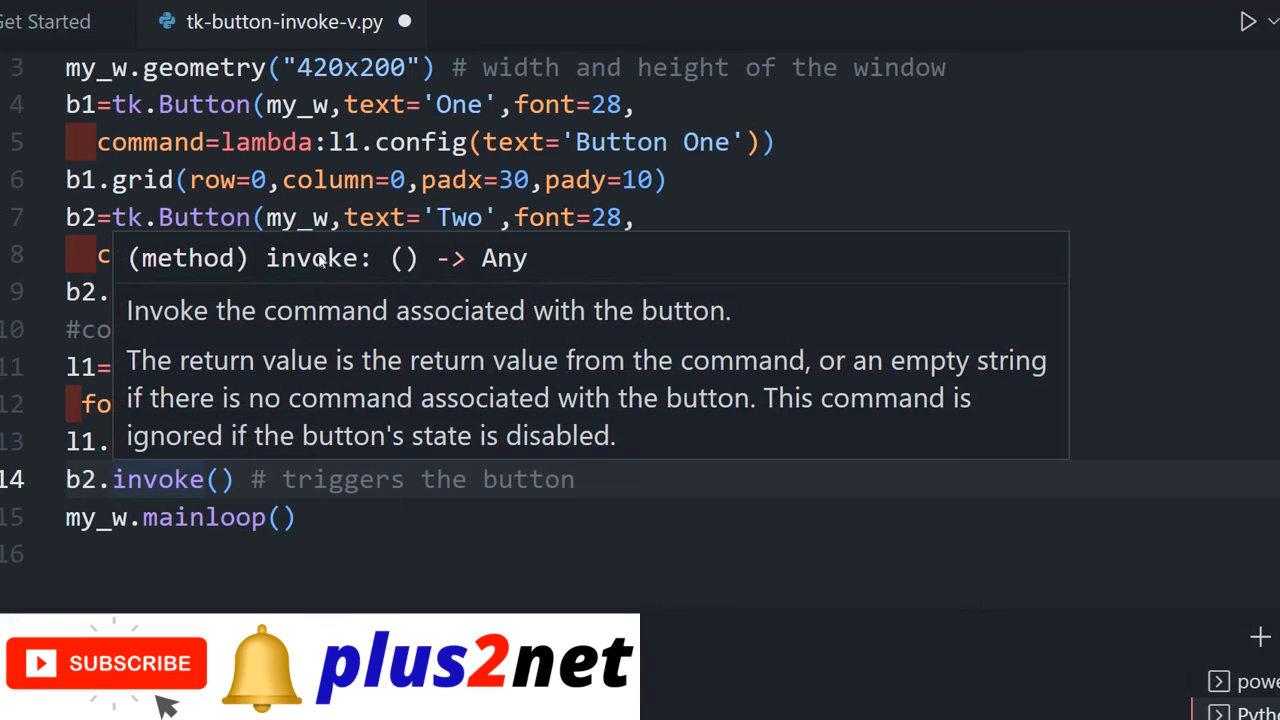 Get Started
tk-button-invoke-v.py
3 my_w.geometry("420x200") # width and height of the window
4 b1=tk.Button(my_w,text='One',font=28,
5 command=lambda:l1.config(text='Button One'))
6 b1.grid(row=0,column=0,padx=30,pady=10)
7 b2=tk.Button(my_w,text='Two',font=28,
8 c
(method) invoke: () -> Any
9 b2.
Invoke the command associated with the button.
10 #co
11 l1=
The return value is the return value from the command, or an empty string
12 fo
if there is no command associated with the button. This command is
13 l1.
ignored if the button's state is disabled.
14 b2.invoke() # triggers the button
15 my_w.mainloop()
16
SUBSCRIBE
plus2net
powe
Pytho